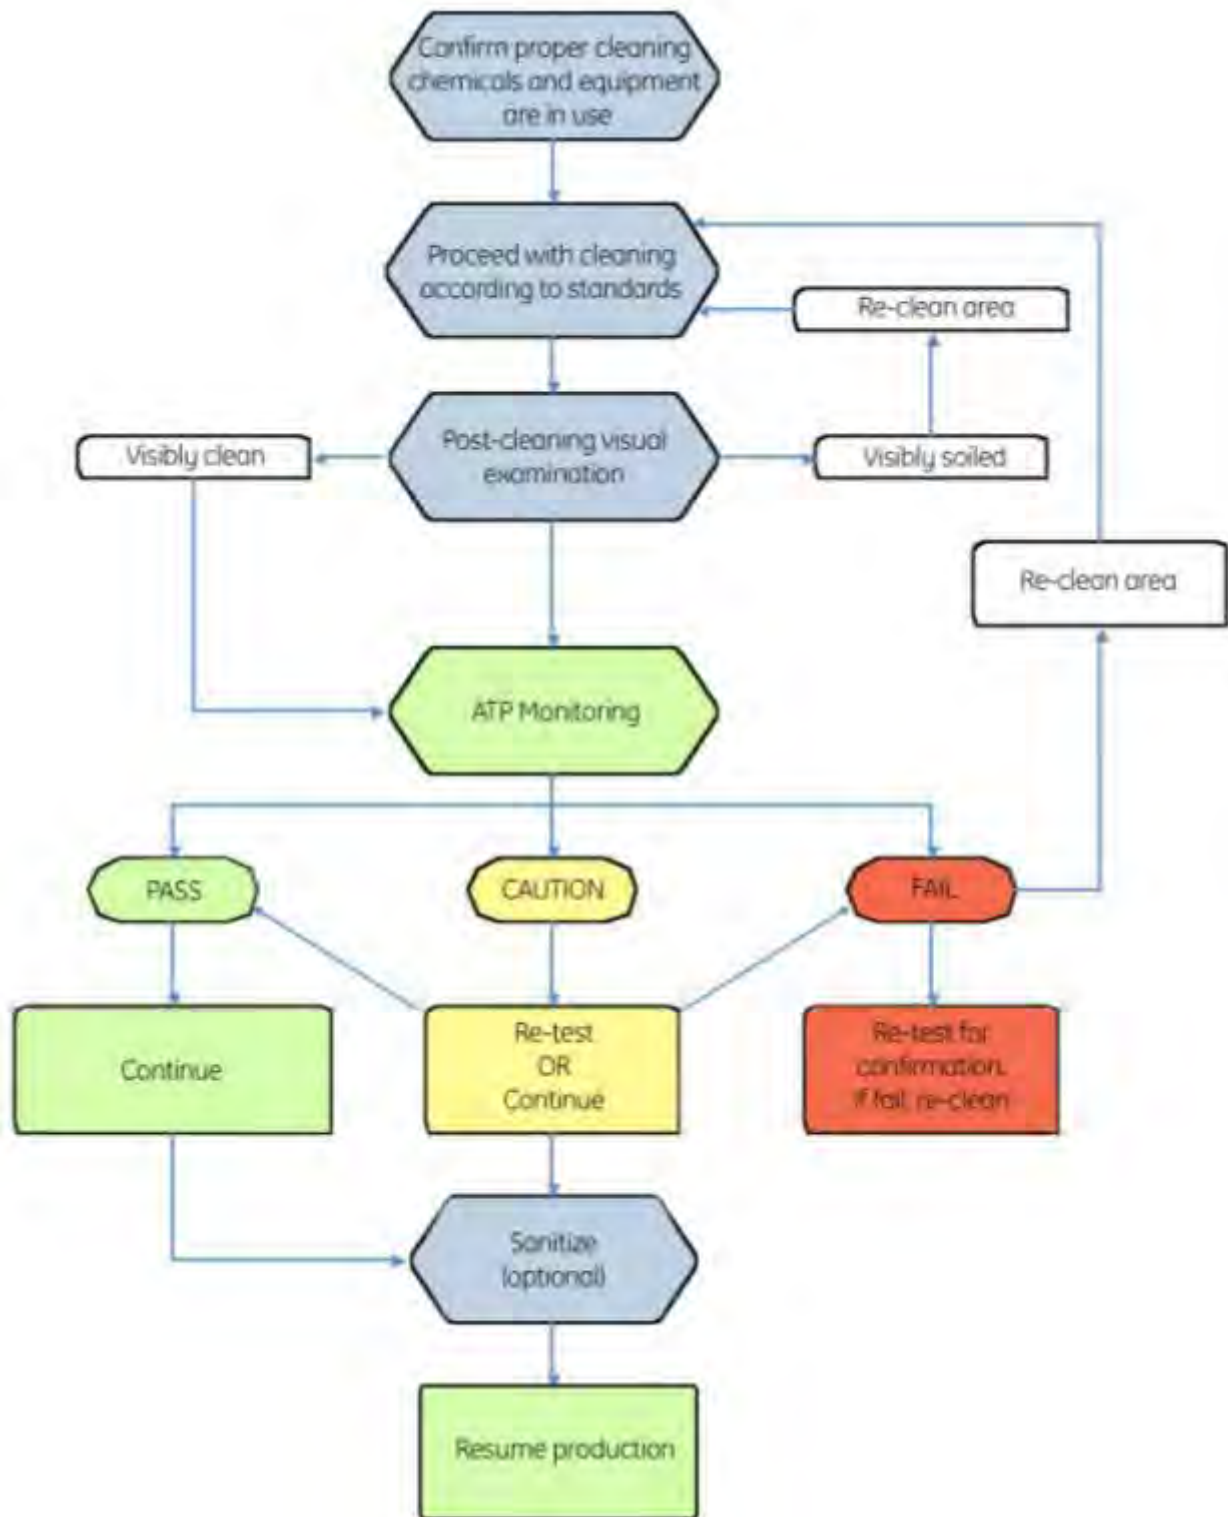 Confirm proper cleaning
chemicals and equipment
are in use
Proceed with cleaning
according to standards
Re-clean area
Post-cleaning visual
examination
Visibly clean
Visibly soiled
Re-clean area
ATP Monitoring
PASS
CAUTION
FAIL
Continue
Re-test
OR
Continue
Re-test for
confirmation.
If fail, re-clean
Sanitize
(optional)
Resume production